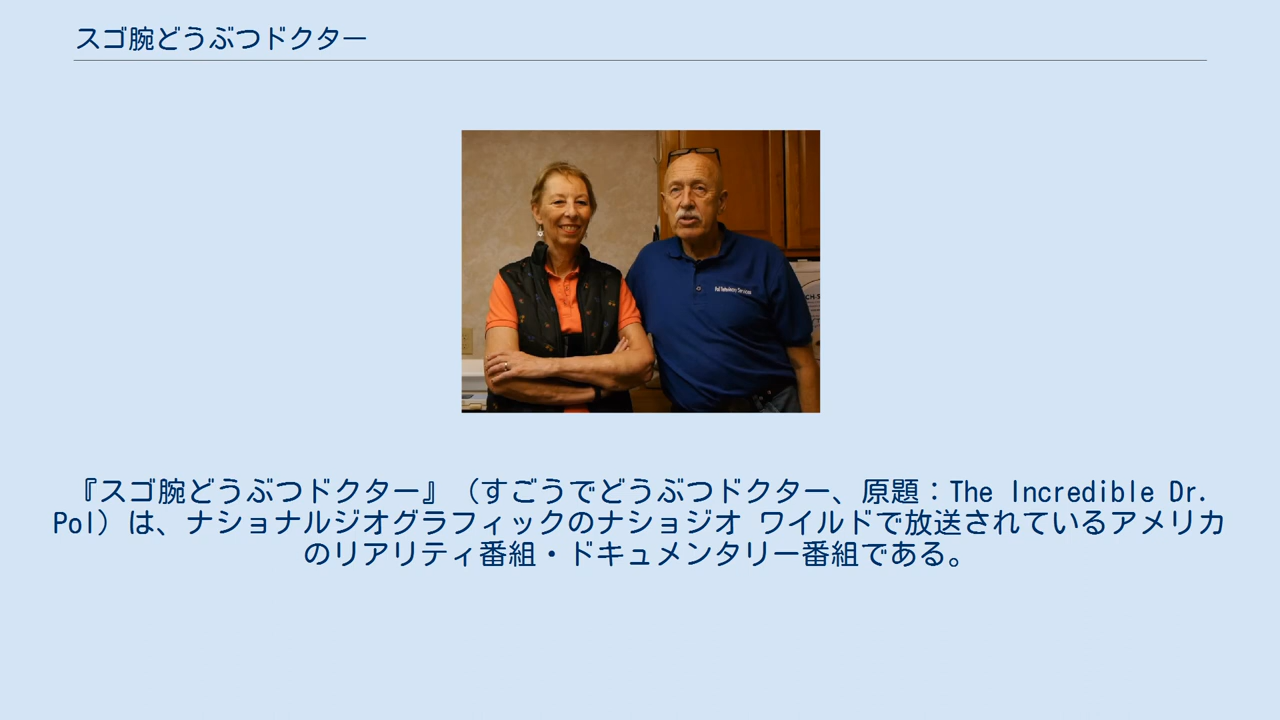 スゴ腕どうぶつドクター
Pol Veterinary Services
『スゴ腕どうぶつドクター』（すごうでどうぶつドクター、原題：The Incredible Dr.
Pol）は、ナショナルジオグラフィックのナショジオ ワイルドで放送されているアメリカ
のリアリティ番組・ドキュメンタリー番組である。